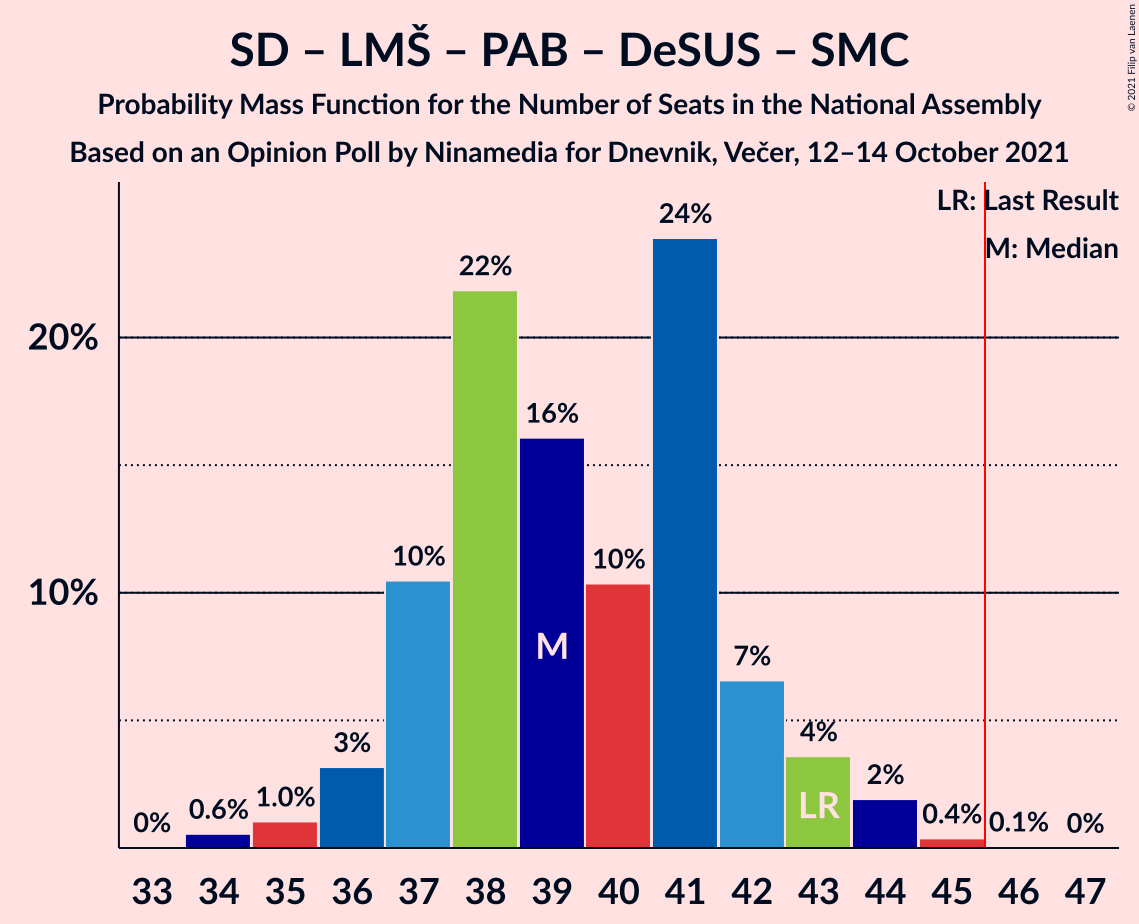 SD – LMŠ – PAB – DeSUS – SMC
Probability Mass Function for the Number of Seats in the National Assembly
Based on an Opinion Poll by Ninamedia for Dnevnik, Večer, 12–14 October 2021
© 2021 Filip van Laenen
LR: Last Result
M: Median
20%
10%
0% 0.6% 1.0% 3% 10% 22% 16% 10% 24% 7% 4% 2% 0.4% 0.1% 0%
M
LR
33 34 35 36 37 38 39 40 41 42 43 44 45 46 47